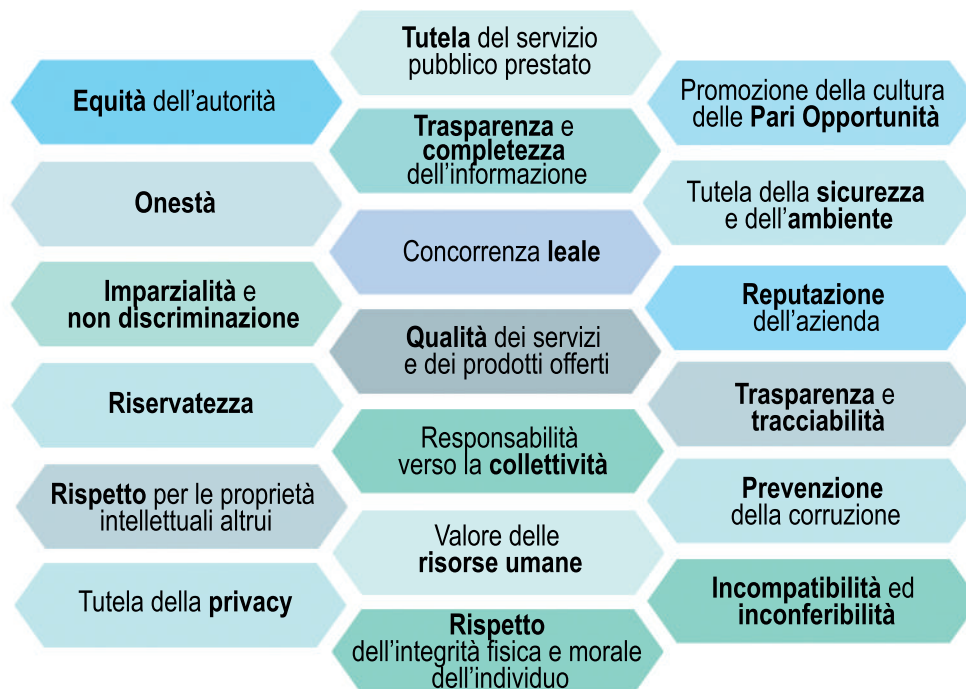 Equità dell'autorità
Onestà
Imparzialità e
non discriminazione
Riservatezza
Rispetto per le proprietà
intellettuali altrui
Tutela della privacy
Tutela del servizio
pubblico prestato
Trasparenza e
completezza
dell'informazione
Concorrenza leale
Qualità dei servizi
e dei prodotti offerti
Responsabilità
verso la collettività
Valore delle
risorse umane
Rispetto
dell'integrità fisica e morale
dell'individuo
Promozione della cultura
delle Pari Opportunità
Tutela della sicurezza
e dell'ambiente
Reputazione
dell'azienda
Trasparenza e
tracciabilità
Prevenzione
della corruzione
Incompatibilità ed
inconferibilità